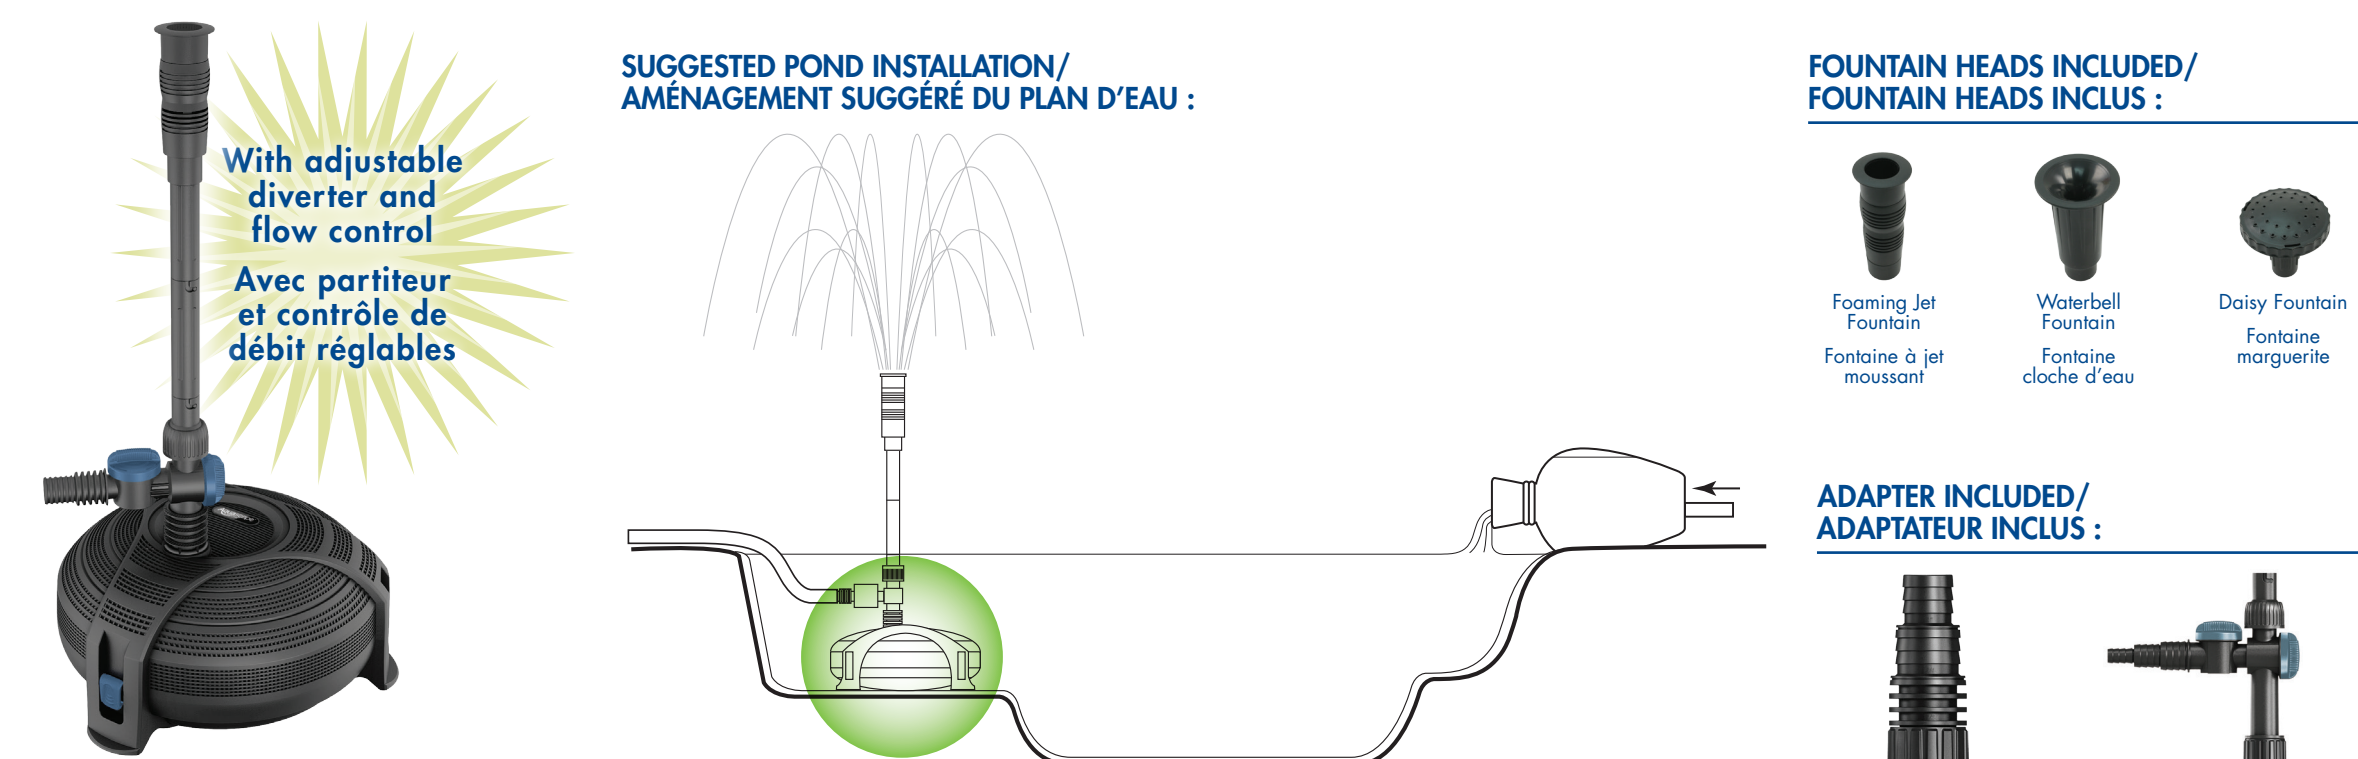 With adjustable
diverter and
flow control
Avec partiteur
et contrôle de
débit réglables
SUGGESTED POND INSTALLATION/
AMÉNAGEMENT SUGGÉRÉ DU PLAN D’EAU :
FOUNTAIN HEADS INCLUDED/
FOUNTAIN HEADS INCLUS :
Foaming Jet
Fountain
Fontaine à jet
moussant
Waterbell
Fountain
Fontaine
cloche d’eau
Daisy Fountain
Fontaine
marguerite
ADAPTER INCLUDED/
ADAPTATEUR INCLUS :